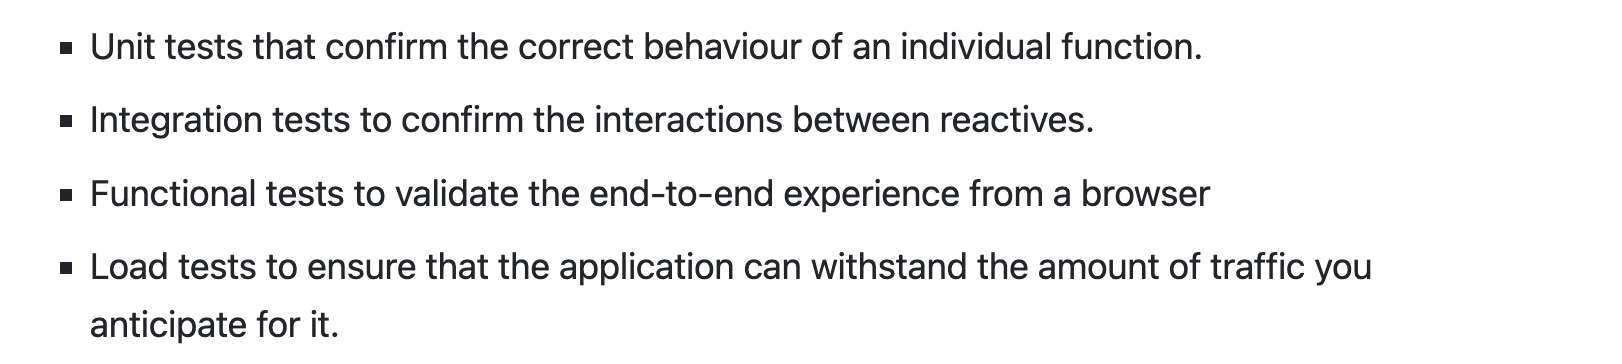 ▪ Unit tests that confirm the correct behaviour of an individual function.
▪ Integration tests to confirm the interactions between reactives.
▪ Functional tests to validate the end-to-end experience from a browser
▪ Load tests to ensure that the application can withstand the amount of traffic you
anticipate for it.